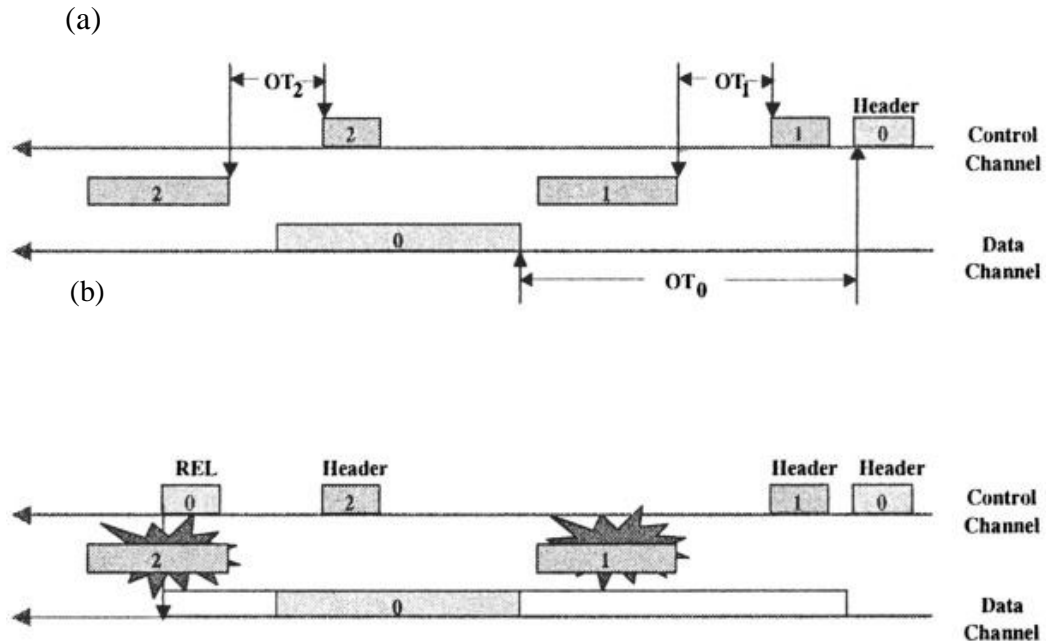 (a)
OT2 OT1 Header
2 1 0 Control
Channel
2 1
0 Data
Channel
OT0
(b)
REL Header Header Header
0 2 1 0 Control
Channel
2 1
0 Data
Channel